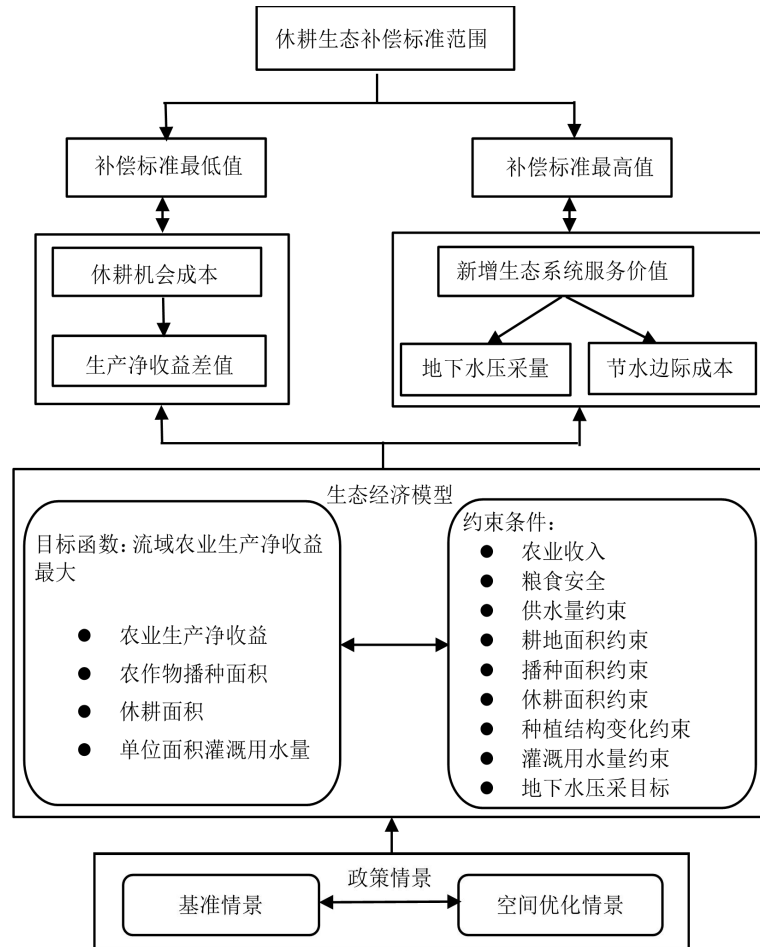 休耕生态补偿标准范围
补偿标准最低值
补偿标准最高值
休耕机会成本
生产净收益差值
新增生态系统服务价值
地下水压采量
节水边际成本
生态经济模型
目标函数:流域农业生产净收益
最大
● 农业生产净收益
● 农作物播种面积
● 休耕面积
● 单位面积灌溉用水量
约束条件:
● 农业收入
● 粮食安全
● 供水量约束
● 耕地面积约束
● 播种面积约束
● 休耕面积约束
● 种植结构变化约束
● 灌溉用水量约束
● 地下水压采目标
政策情景
基准情景
空间优化情景